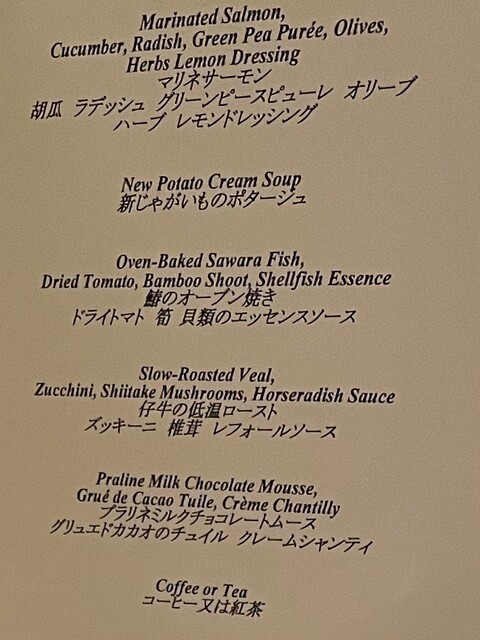 Marinated Salmon,
Cucumber, Radish, Green Pea Purée, Olives,
Herbs Lemon Dressing
マリネサーモン
胡瓜 ラデッシュ グリーンピースピューレ オリーブ
ハーブ レモンドレッシング
New Potato Cream Soup
新じゃがいものポタージュ
Oven-Baked Sawara Fish,
Dried Tomato, Bamboo Shoot, Shellfish Essence
鰆のオーブン焼き
ドライトマト 筍 貝類のエッセンスソース
Slow-Roasted Veal,
Zucchini, Shiitake Mushrooms, Horseradish Sauce
仔牛の低温ロースト
ズッキーニ 椎茸 レフォールソース
Praline Milk Chocolate Mousse,
Grué de Cacao Tuile, Crème Chantilly
プラリネミルクチョコレートムース
グリュエドカカオのチュイル クレームシャンティ
Coffee or Tea
コーヒー又は紅茶